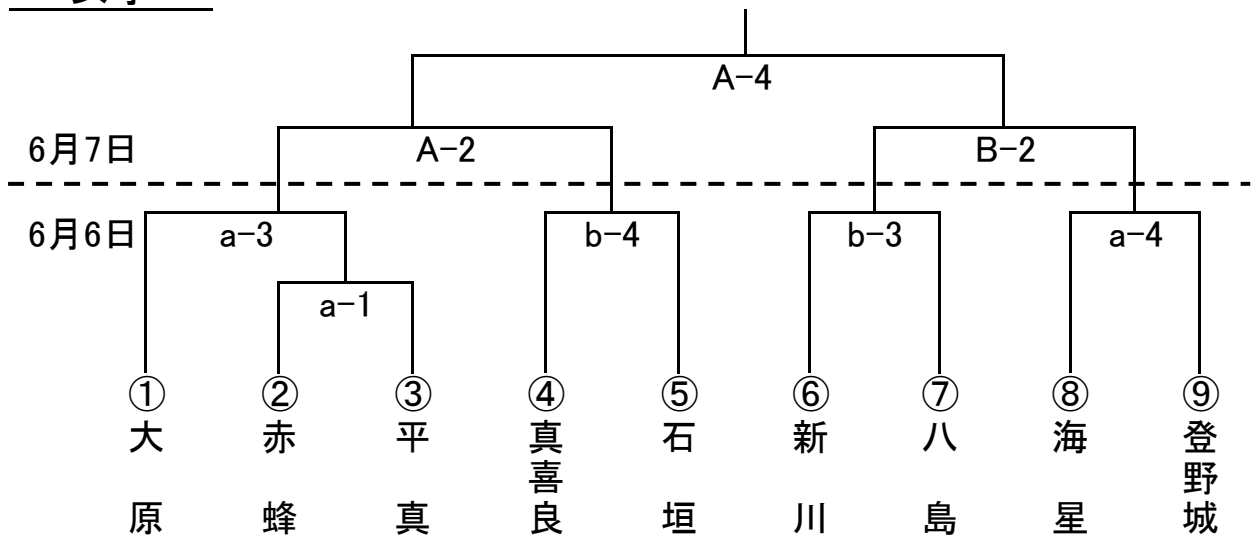 A-4
6月7日
A-2
B-2
6月6日
a-3
b-4
b-3
a-4
a-1
① ② ③ ④ ⑤ ⑥ ⑦ ⑧ ⑨
大原
赤蜂
平真
真喜良
石垣
新川
八島
海星
登野城